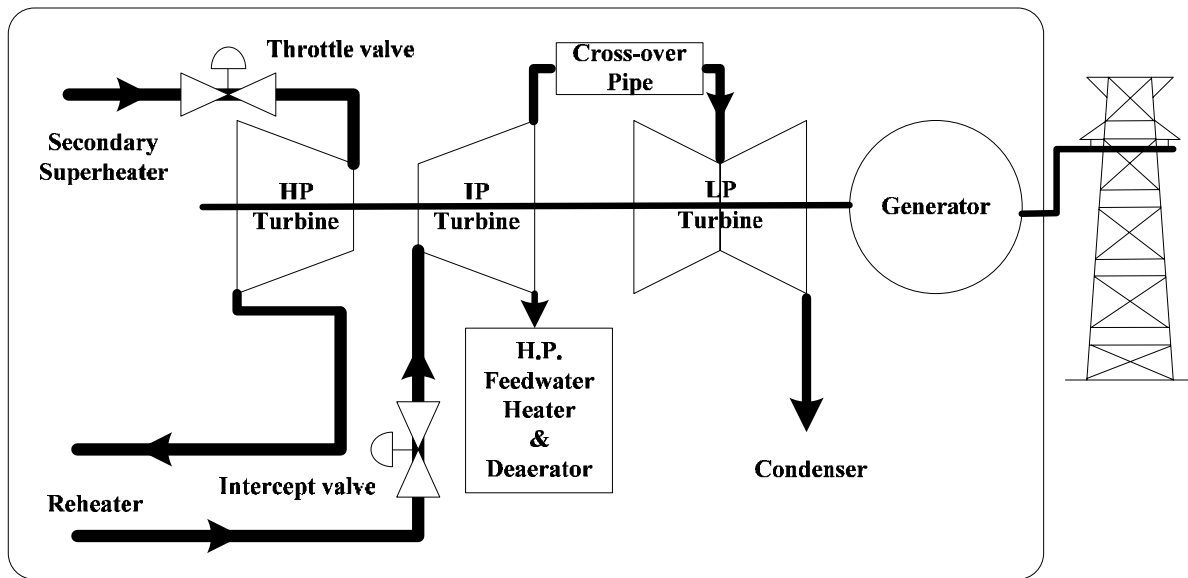 Throttle valve
Cross-over
Pipe
Secondary
Superheater
HP
Turbine
IP
Turbine
LP
Turbine
Generator
H.P.
Feedwater
Heater
&
Deaerator
Condenser
Intercept valve
Reheater